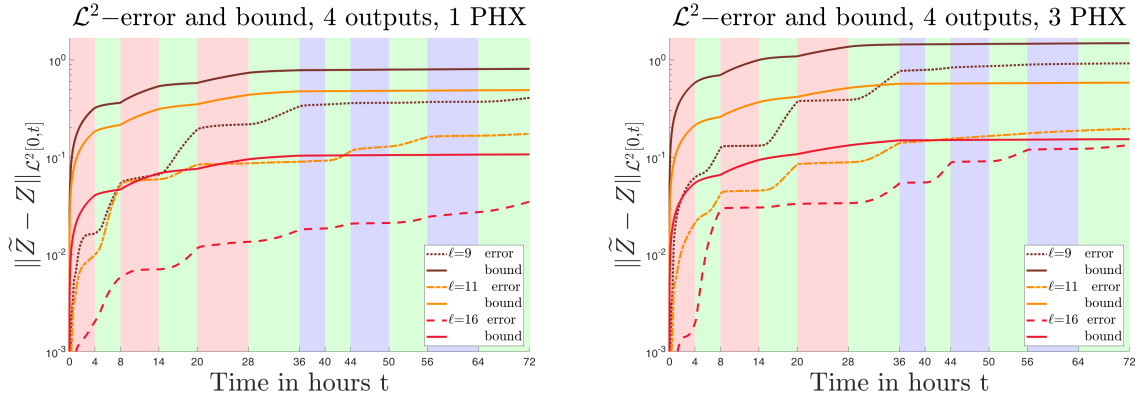 𝓛²−error and bound, 4 outputs, 1 PHX
||Z̃ − Z||𝓛²[0,t]
10⁰
10⁻¹
10⁻²
10⁻³
0 4 8 14 20 28 36 40 44 50 56 64 72
Time in hours t
ℓ=9 error
bound
ℓ=11 error
bound
ℓ=16 error
bound
𝓛²−error and bound, 4 outputs, 3 PHX
||Z̃ − Z||𝓛²[0,t]
10⁰
10⁻¹
10⁻²
10⁻³
0 4 8 14 20 28 36 40 44 50 56 64 72
Time in hours t
ℓ=9 error
bound
ℓ=11 error
bound
ℓ=16 error
bound